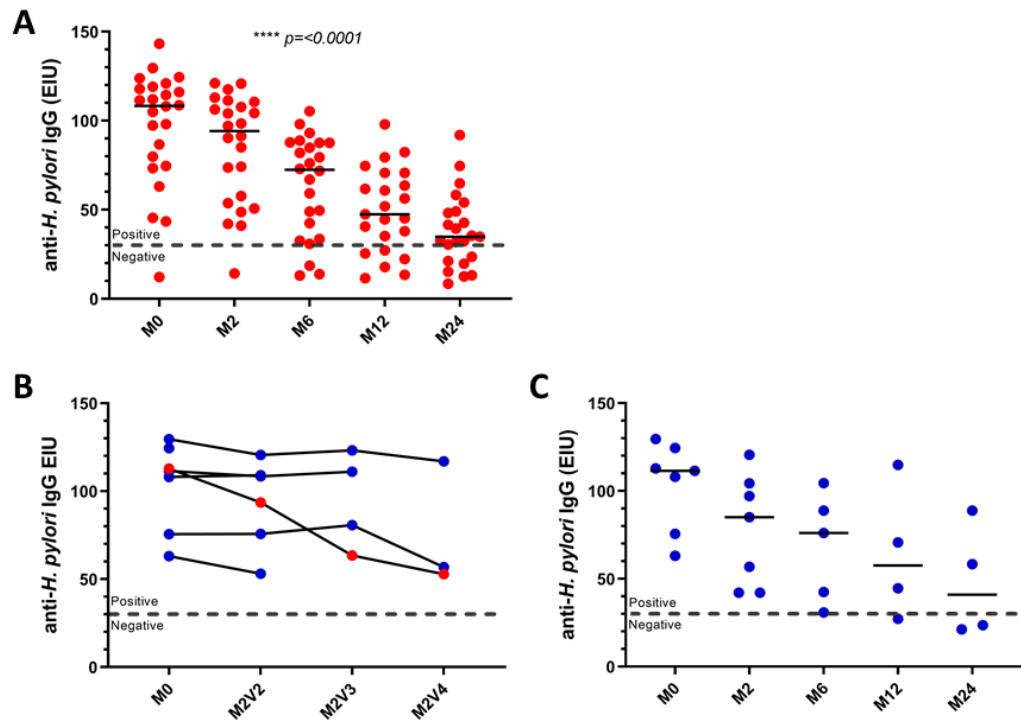 A
**** p=<0.0001
anti-H. pylori IgG (EIU)
150
100
50
0
Positive
Negative
M0 M2 M6 M12 M24
B
anti-H. pylori IgG EIU
150
100
50
0
Positive
Negative
M0 M2V2 M2V3 M2V4
C
anti-H. pylori IgG (EIU)
150
100
50
0
Positive
Negative
M0 M2 M6 M12 M24